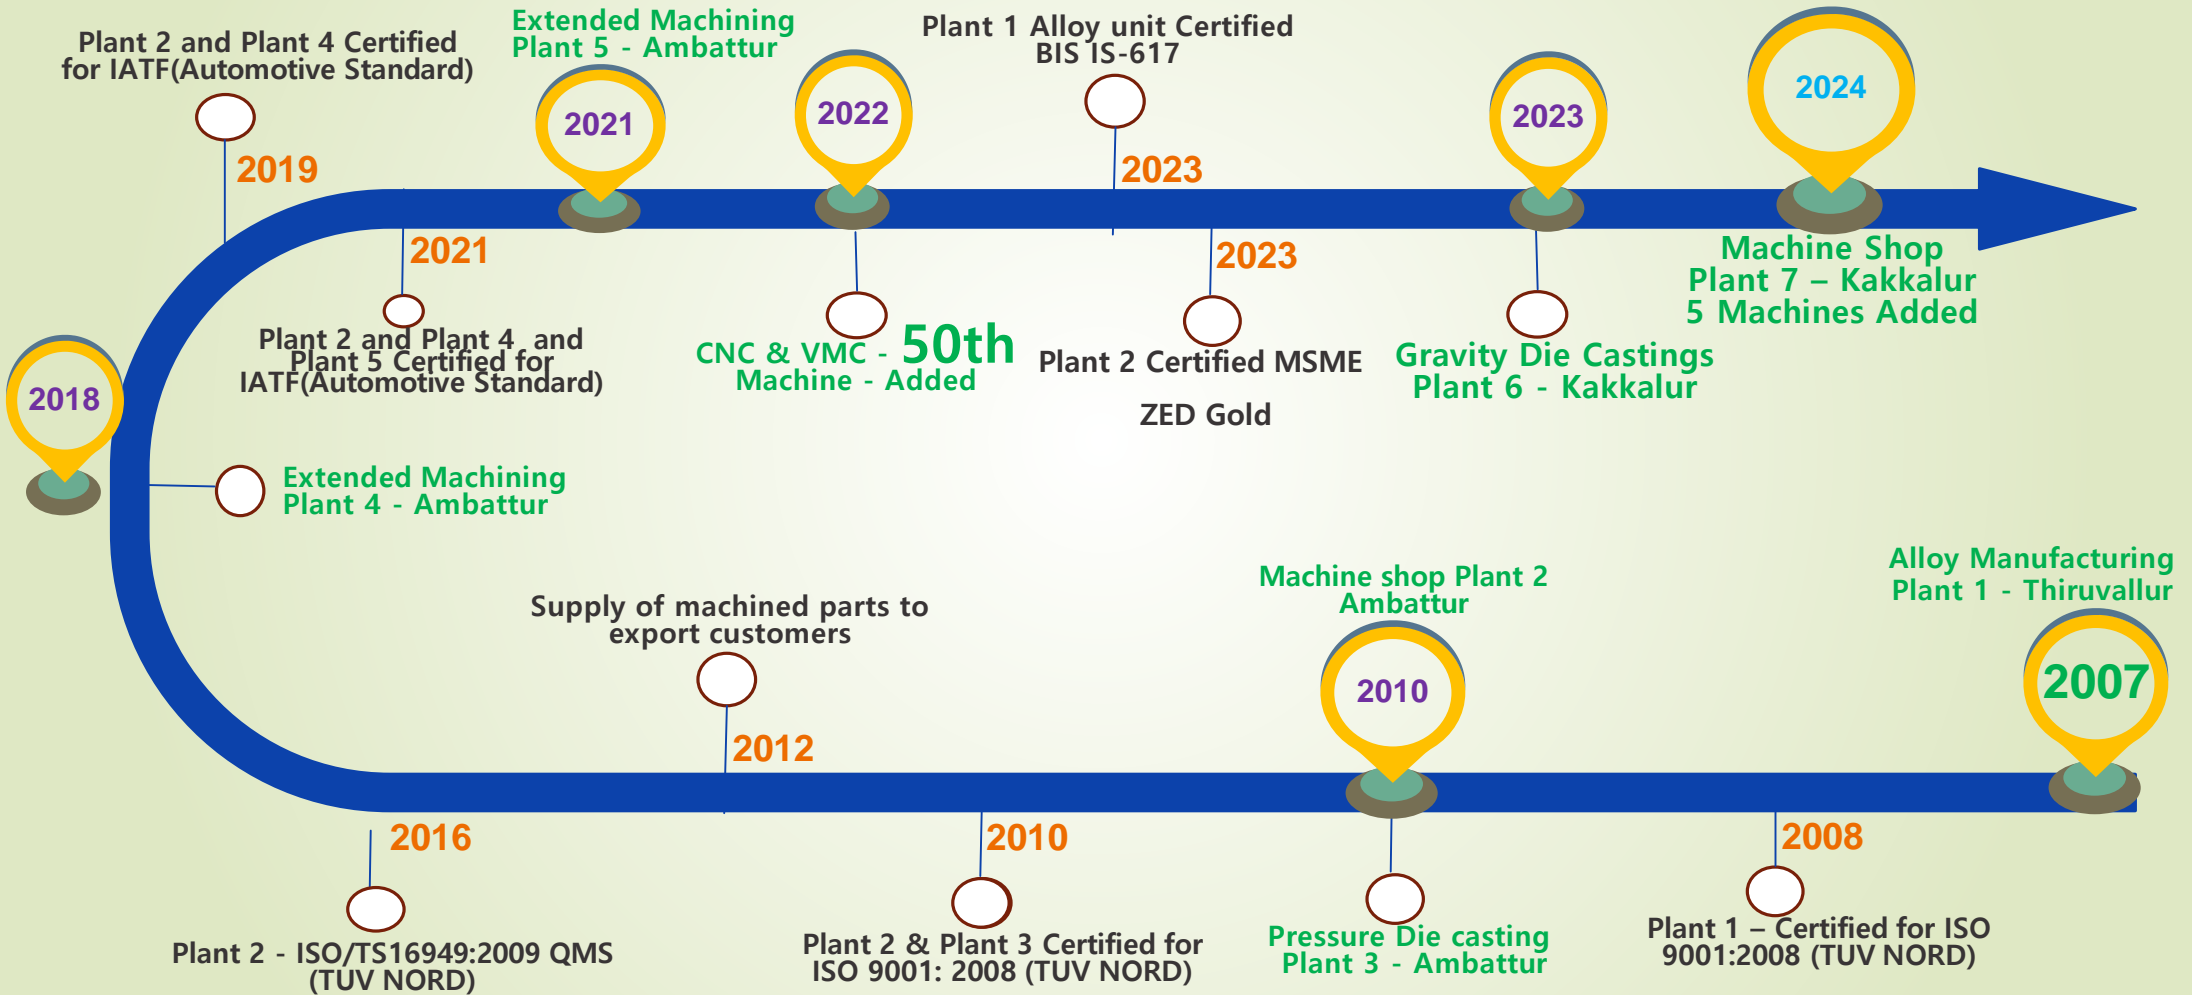 Plant 2 and Plant 4 Certified
for IATF(Automotive Standard)
2019
Extended Machining
Plant 5 - Ambattur
2021
2022
Plant 1 Alloy unit Certified
BIS IS-617
2023
2023
2024
2021
Plant 2 and Plant 4 and
Plant 5 Certified for
IATF(Automotive Standard)
CNC & VMC - 50th
Machine - Added
2023
Plant 2 Certified MSME
ZED Gold
Gravity Die Castings
Plant 6 - Kakkalur
Machine Shop
Plant 7 – Kakkalur
5 Machines Added
2018
Extended Machining
Plant 4 - Ambattur
Supply of machined parts to
export customers
2012
Machine shop Plant 2
Ambattur
2010
Alloy Manufacturing
Plant 1 - Thiruvallur
2007
2016
Plant 2 - ISO/TS16949:2009 QMS
(TUV NORD)
2010
Plant 2 & Plant 3 Certified for
ISO 9001: 2008 (TUV NORD)
Pressure Die casting
Plant 3 - Ambattur
2008
Plant 1 – Certified for ISO
9001:2008 (TUV NORD)